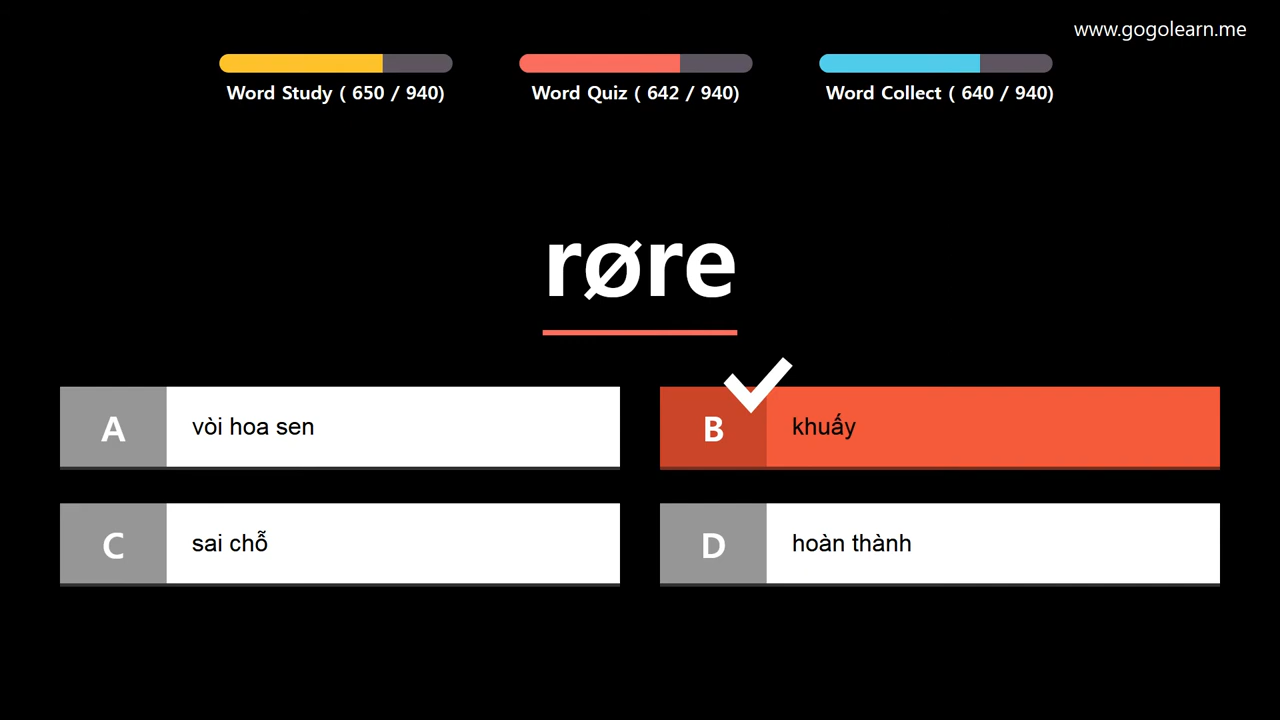 www.gogolearn.me
Word Study ( 650 / 940)
Word Quiz ( 642 / 940)
Word Collect ( 640 / 940)
røre
A vòi hoa sen
B khuấy
C sai chỗ
D hoàn thành